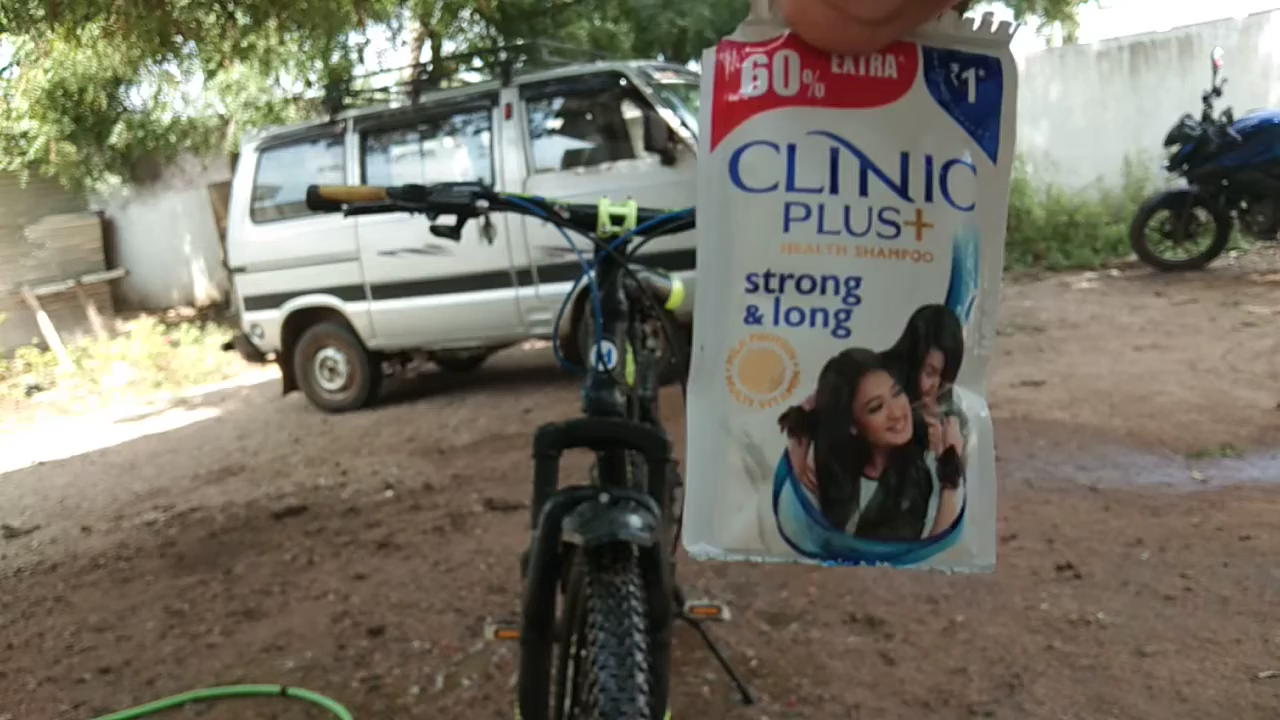 60% EXTRA*
₹1*
CLINIC
PLUS+
HEALTH SHAMPOO
strong
& long